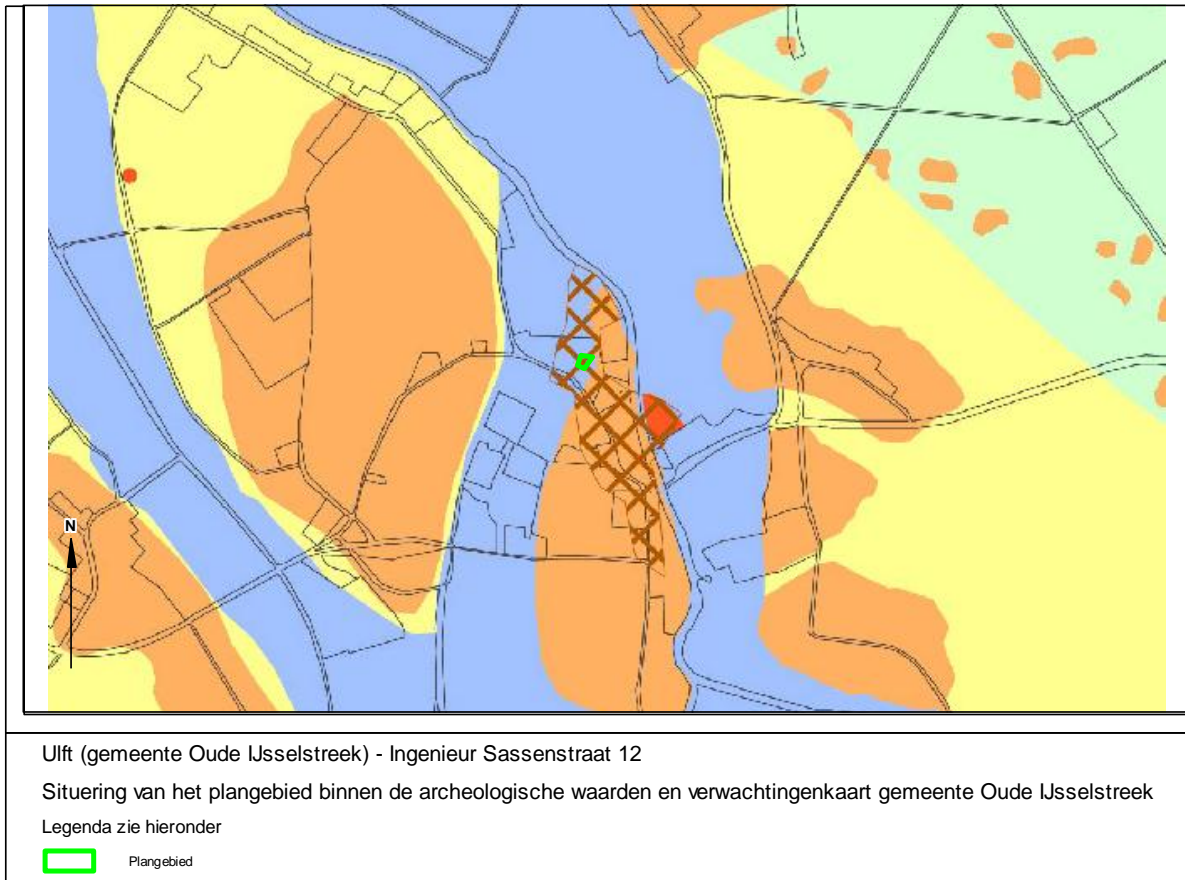 N
Ulft (gemeente Oude IJsselstreek) - Ingenieur Sassenstraat 12
Situering van het plangebied binnen de archeologische waarden en verwachtingenkaart gemeente Oude IJsselstreek
Legenda zie hieronder
Plangebied